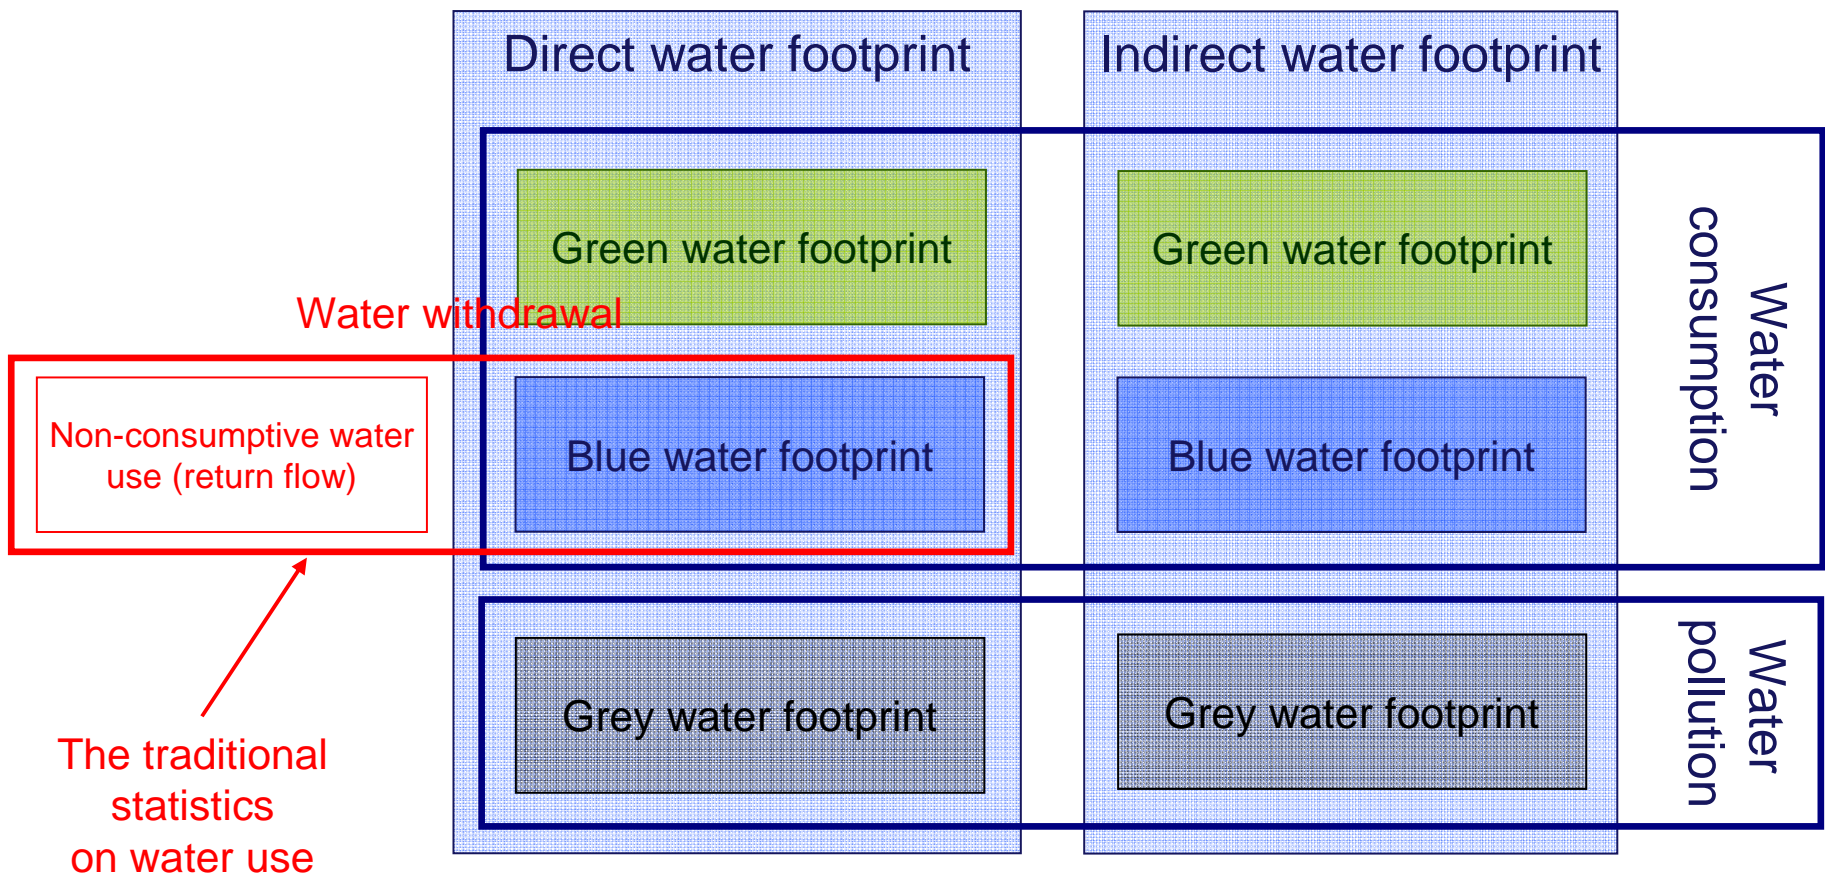 Direct water footprint
Indirect water footprint
Green water footprint
Green water footprint
Water
consumption
Water withdrawal
Non-consumptive water
use (return flow)
Blue water footprint
Blue water footprint
Grey water footprint
Grey water footprint
Water
pollution
The traditional
statistics
on water use